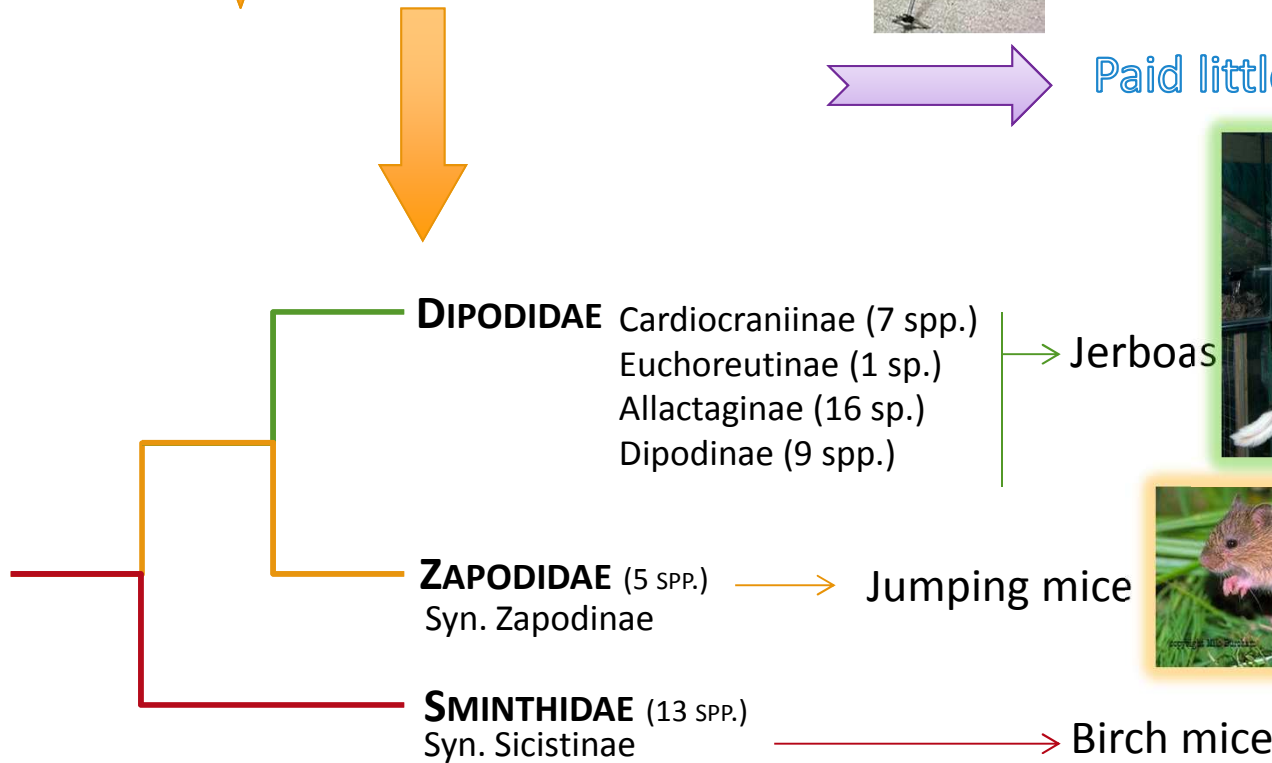 Paid little
DIPODIDAE Cardiocraniinae (7 spp.)
Euchoreutinae (1 sp.)
Allactaginae (16 sp.)
Dipodinae (9 spp.)
Jerboas
ZAPODIDAE (5 SPP.)
Syn. Zapodinae
Jumping mice
SMINTHIDAE (13 SPP.)
Syn. Sicistinae
Birch mice